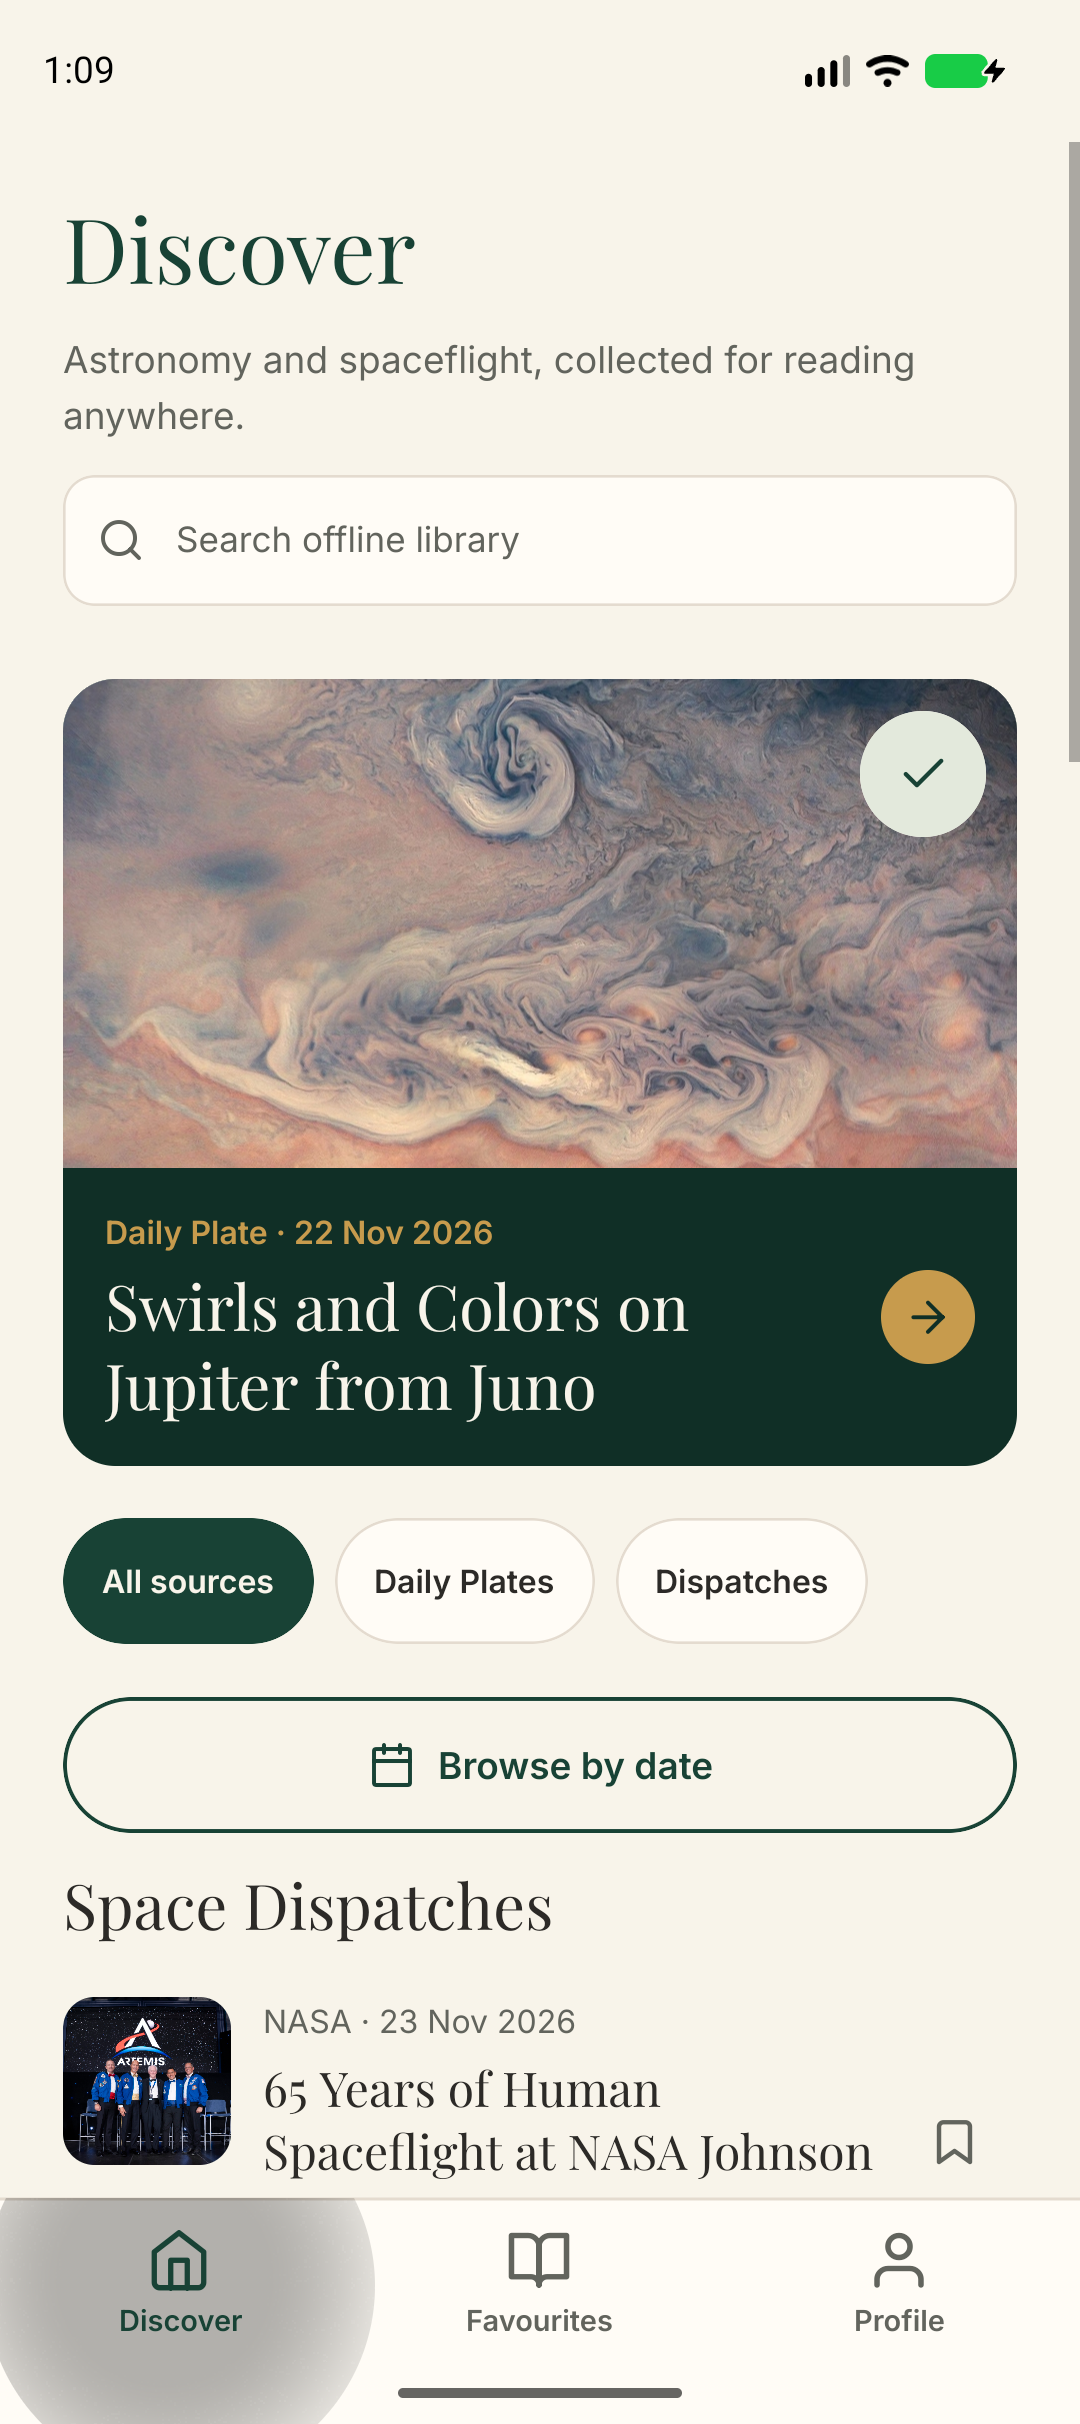 1:09
Discover
Astronomy and spaceflight, collected for reading
anywhere.
Search offline library
Daily Plate · 22 Nov 2026
Swirls and Colors on
Jupiter from Juno
All sources
Daily Plates
Dispatches
Browse by date
Space Dispatches
ARTEMIS
NASA · 23 Nov 2026
65 Years of Human
Spaceflight at NASA Johnson
Discover
Favourites
Profile